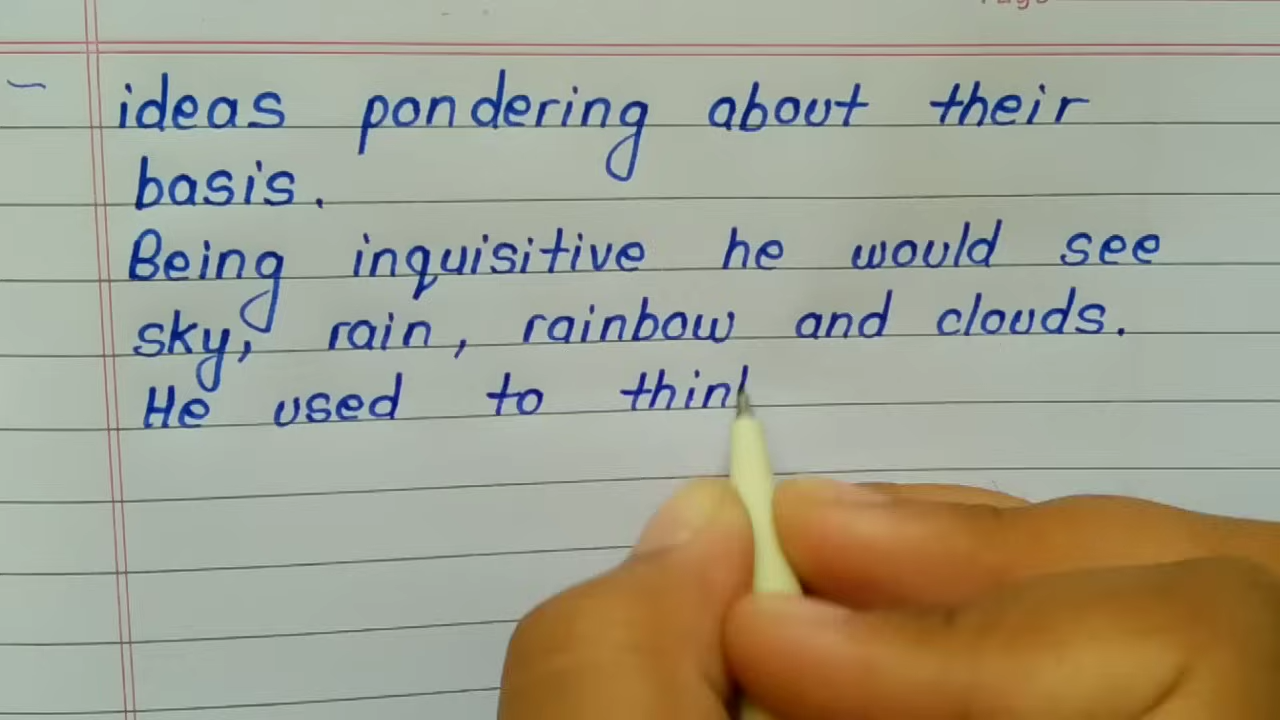 ideas pondering about their
basis.
Being inquisitive he would see
sky, rain, rainbow and clouds.
He used to